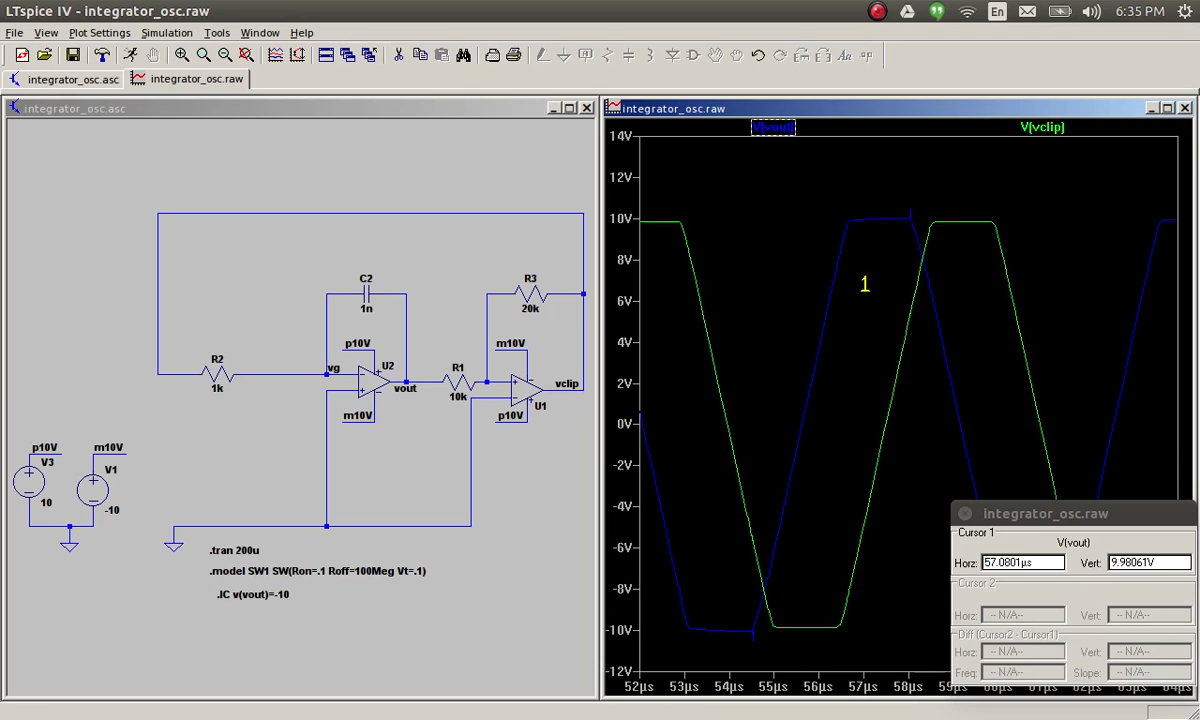 LTspice IV - integrator_osc.raw
En
6:35 PM
File View Plot Settings Simulation Tools Window Help
integrator_osc.asc
integrator_osc.raw
integrator_osc.asc
C2
1n
R3
20k
p10V
m10V
R2
1k
vg
U2
vout
R1
10k
vclip
U1
m10V
p10V
p10V
V3
10
m10V
V1
-10
.tran 200u
.model SW1 SW(Ron=.1 Roff=100Meg Vt=.1)
.IC v(vout)=-10
integrator_osc.raw
V(vout)
V(vclip)
14V
12V
10V
8V
6V
4V
2V
0V
-2V
-4V
-6V
-8V
-10V
-12V
1
52µs 53µs 54µs 55µs 56µs 57µs 58µs
integrator_osc.raw
Cursor 1
V(vout)
Horz: 57.0801µs Vert: 9.98061V
Cursor 2
Horz: -- N/A-- Vert: -- N/A--
Diff (Cursor2 - Cursor1)
Horz: -- N/A-- Vert: -- N/A--
Freq: -- N/A-- Slope: -- N/A--